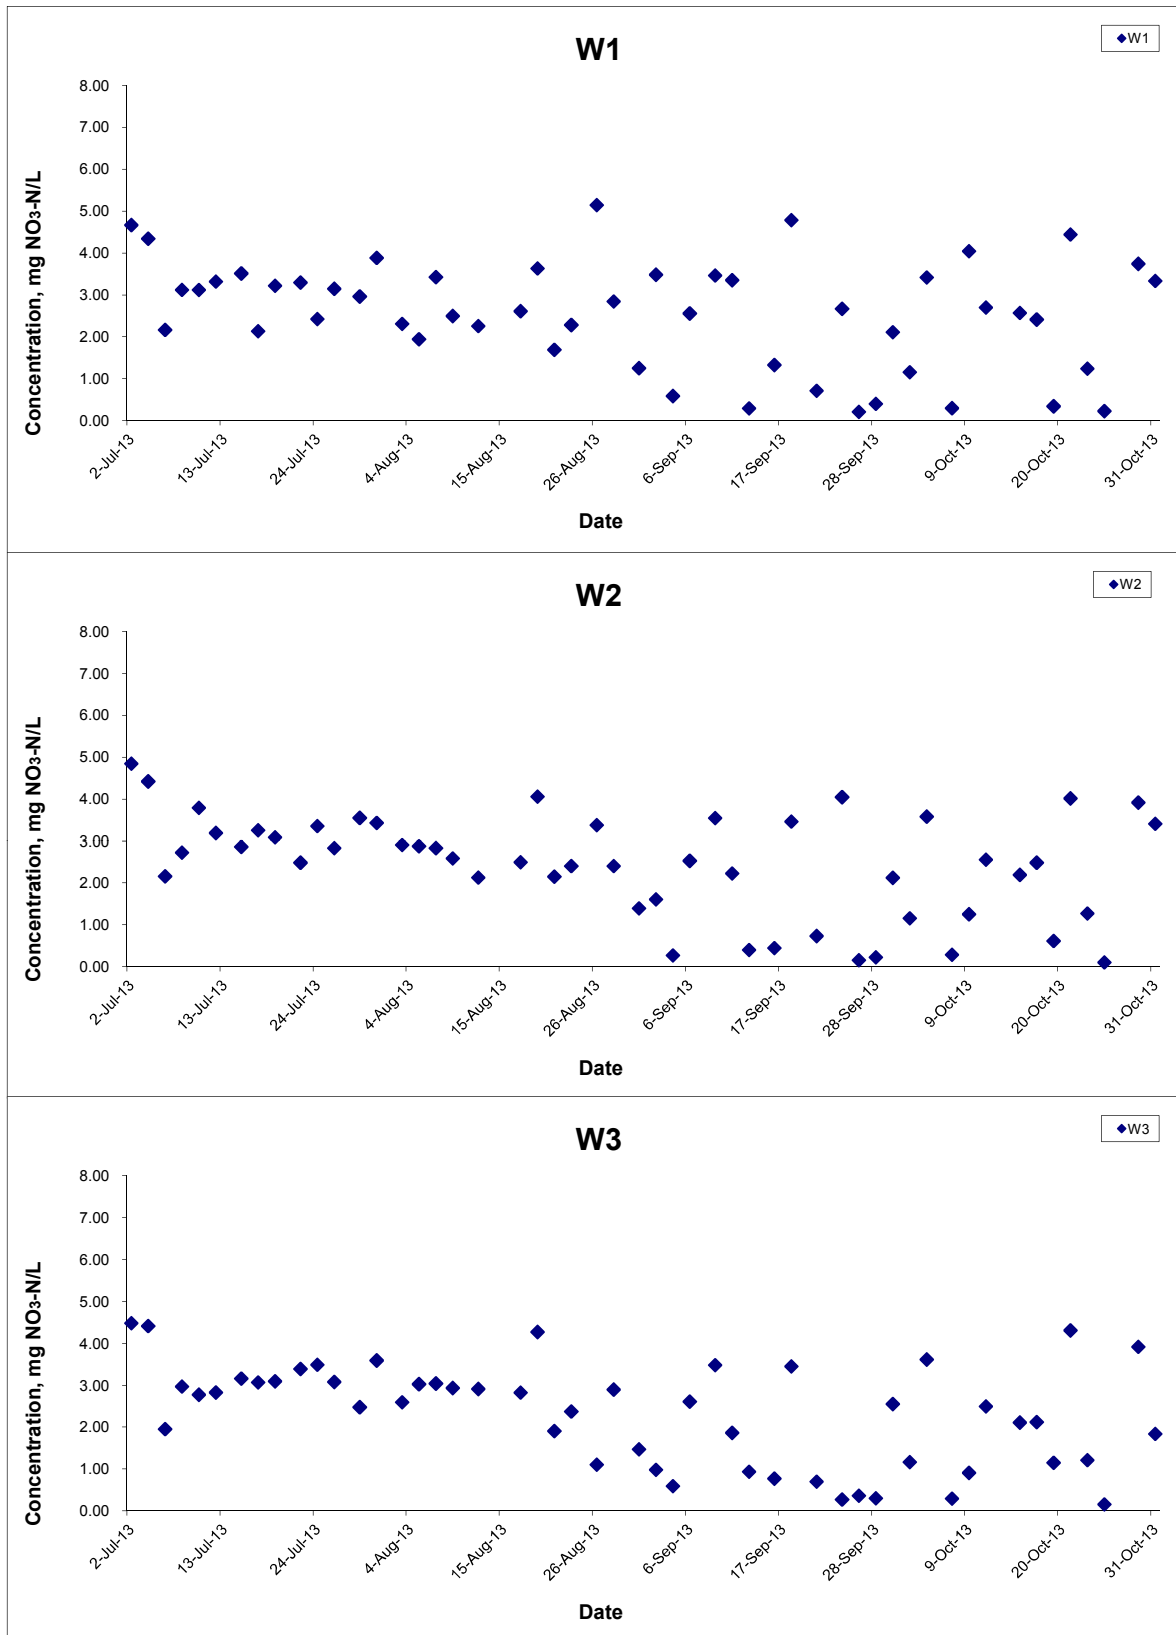 W1
W1
8.00
7.00
6.00
5.00
4.00
3.00
2.00
1.00
0.00
Concentration, mg NO3-N/L
2-Jul-13
13-Jul-13
24-Jul-13
4-Aug-13
15-Aug-13
26-Aug-13
6-Sep-13
17-Sep-13
28-Sep-13
9-Oct-13
20-Oct-13
31-Oct-13
Date
W2
W2
8.00
7.00
6.00
5.00
4.00
3.00
2.00
1.00
0.00
Concentration, mg NO3-N/L
2-Jul-13
13-Jul-13
24-Jul-13
4-Aug-13
15-Aug-13
26-Aug-13
6-Sep-13
17-Sep-13
28-Sep-13
9-Oct-13
20-Oct-13
31-Oct-13
Date
W3
W3
8.00
7.00
6.00
5.00
4.00
3.00
2.00
1.00
0.00
Concentration, mg NO3-N/L
2-Jul-13
13-Jul-13
24-Jul-13
4-Aug-13
15-Aug-13
26-Aug-13
6-Sep-13
17-Sep-13
28-Sep-13
9-Oct-13
20-Oct-13
31-Oct-13
Date